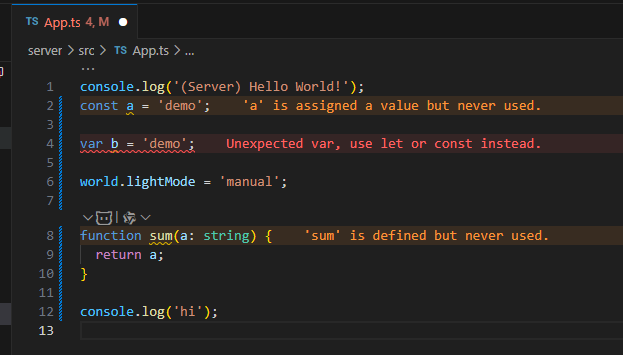 TS App.ts 4, M
server > src > TS App.ts > ...
...
1 console.log('(Server) Hello World!');
2 const a = 'demo'; 'a' is assigned a value but never used.
3
4 var b = 'demo'; Unexpected var, use let or const instead.
5
6 world.lightMode = 'manual';
7
8 function sum(a: string) { 'sum' is defined but never used.
9 return a;
10 }
11
12 console.log('hi');
13